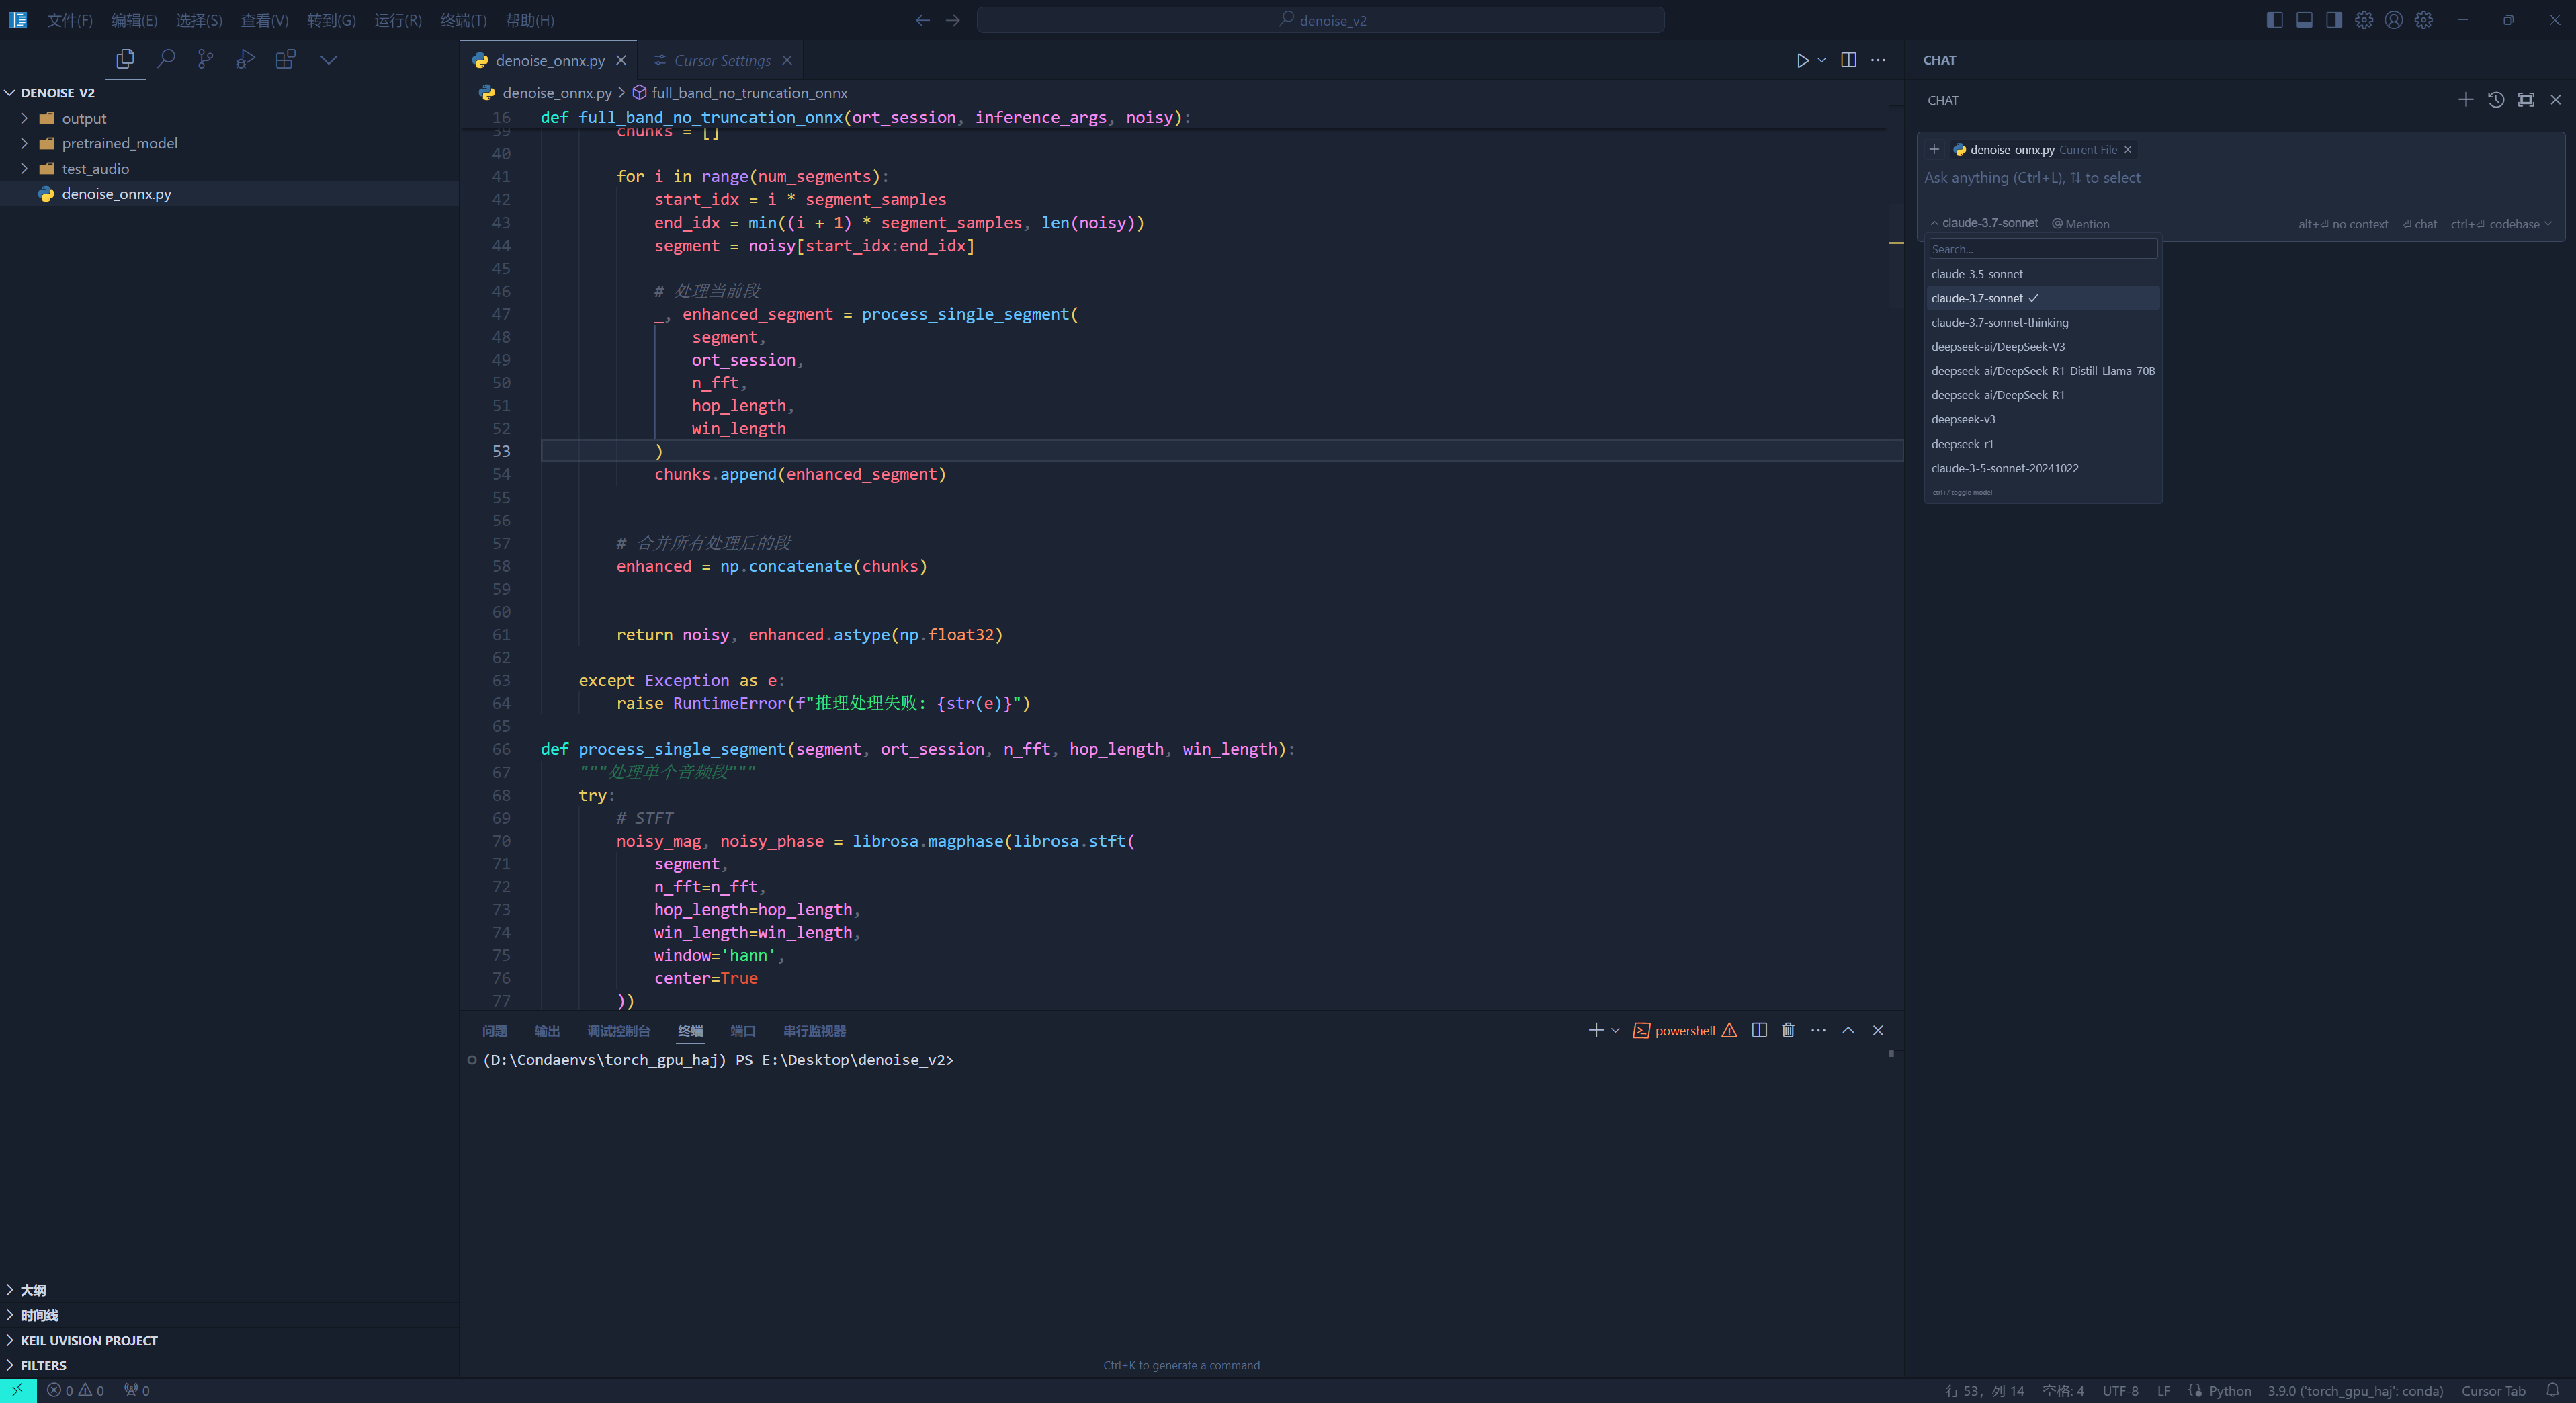 文件(F) 编辑(E) 选择(S) 查看(V) 转到(G) 运行(R) 终端(T) 帮助(H)
denoise_v2
DENOISE_V2
output
pretrained_model
test_audio
denoise_onnx.py
denoise_onnx.py Cursor Settings
denoise_onnx.py > full_band_no_truncation_onnx
16 def full_band_no_truncation_onnx(ort_session, inference_args, noisy):
39 chunks = []
40
41 for i in range(num_segments):
42 start_idx = i * segment_samples
43 end_idx = min((i + 1) * segment_samples, len(noisy))
44 segment = noisy[start_idx:end_idx]
45
46 # 处理当前段
47 _, enhanced_segment = process_single_segment(
48 segment,
49 ort_session,
50 n_fft,
51 hop_length,
52 win_length
53 )
54 chunks.append(enhanced_segment)
55
56
57 # 合并所有处理后的段
58 enhanced = np.concatenate(chunks)
59
60
61 return noisy, enhanced.astype(np.float32)
62
63 except Exception as e:
64 raise RuntimeError(f"推理处理失败: {str(e)}")
65
66 def process_single_segment(segment, ort_session, n_fft, hop_length, win_length):
67 """处理单个音频段"""
68 try:
69 # STFT
70 noisy_mag, noisy_phase = librosa.magphase(librosa.stft(
71 segment,
72 n_fft=n_fft,
73 hop_length=hop_length,
74 win_length=win_length,
75 window='hann',
76 center=True
77 ))
问题 输出 调试控制台 终端 端口 串行监视器
powershell
(D:\Condaenvs\torch_gpu_haj) PS E:\Desktop\denoise_v2>
Ctrl+K to generate a command
CHAT
CHAT
denoise_onnx.py Current File
Ask anything (Ctrl+L), ⇅ to select
claude-3.7-sonnet @ Mention
alt+⏎ no context ⏎ chat ctrl+⏎ codebase
Search...
claude-3.5-sonnet
claude-3.7-sonnet ✓
claude-3.7-sonnet-thinking
deepseek-ai/DeepSeek-V3
deepseek-ai/DeepSeek-R1-Distill-Llama-70B
deepseek-ai/DeepSeek-R1
deepseek-v3
deepseek-r1
claude-3-5-sonnet-20241022
ctrl+/ toggle model
大纲
时间线
KEIL UVISION PROJECT
FILTERS
0 0 0
行 53，列 14 空格: 4 UTF-8 LF Python 3.9.0 ('torch_gpu_haj': conda) Cursor Tab